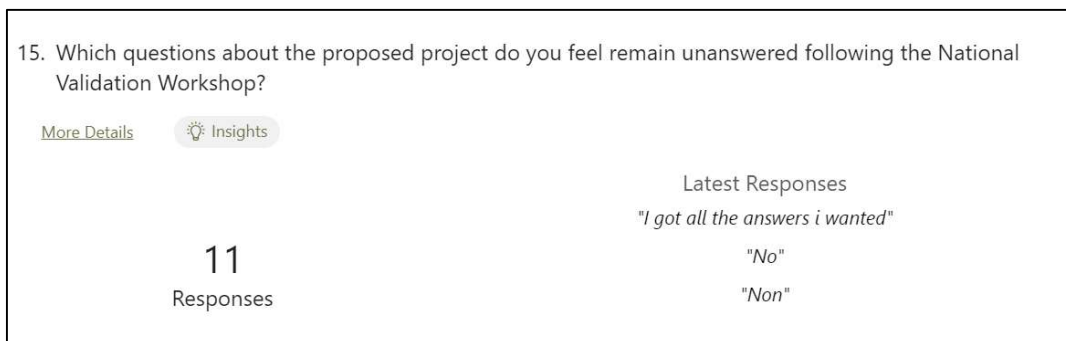 15. Which questions about the proposed project do you feel remain unanswered following the National
Validation Workshop?
More Details
Insights
Latest Responses
"I got all the answers i wanted"
11
"No"
Responses
"Non"